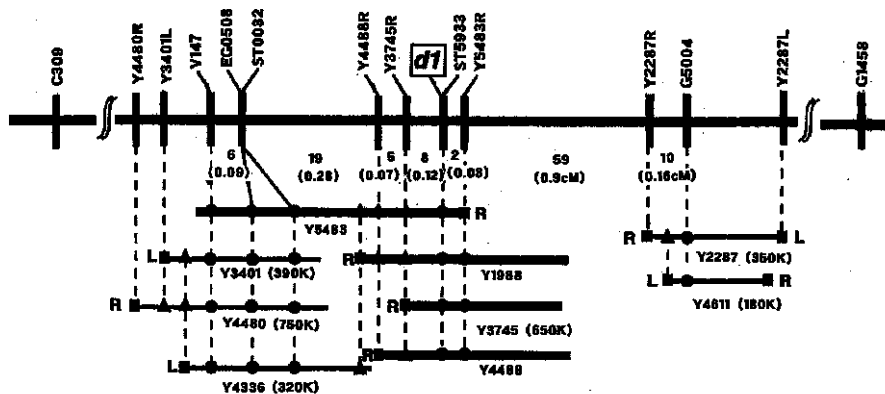 C309
Y4480R
Y3401L
V147
EG0508
ST0032
Y4488R
Y3745R
d1
ST5933
Y5483R
Y2287R
G5004
Y2287L
G1458
6 19 5 8 2 59 10
(0.09) (0.28) (0.07) (0.12) (0.03) (0.9cM) (0.16cM)
Y5483 R
L Y3401 (390K) R Y1988
R Y4480 (750K) R Y3745 (650K)
L Y4336 (320K) R Y4488
R Y2287 (350K) L
L Y4611 (180K) R